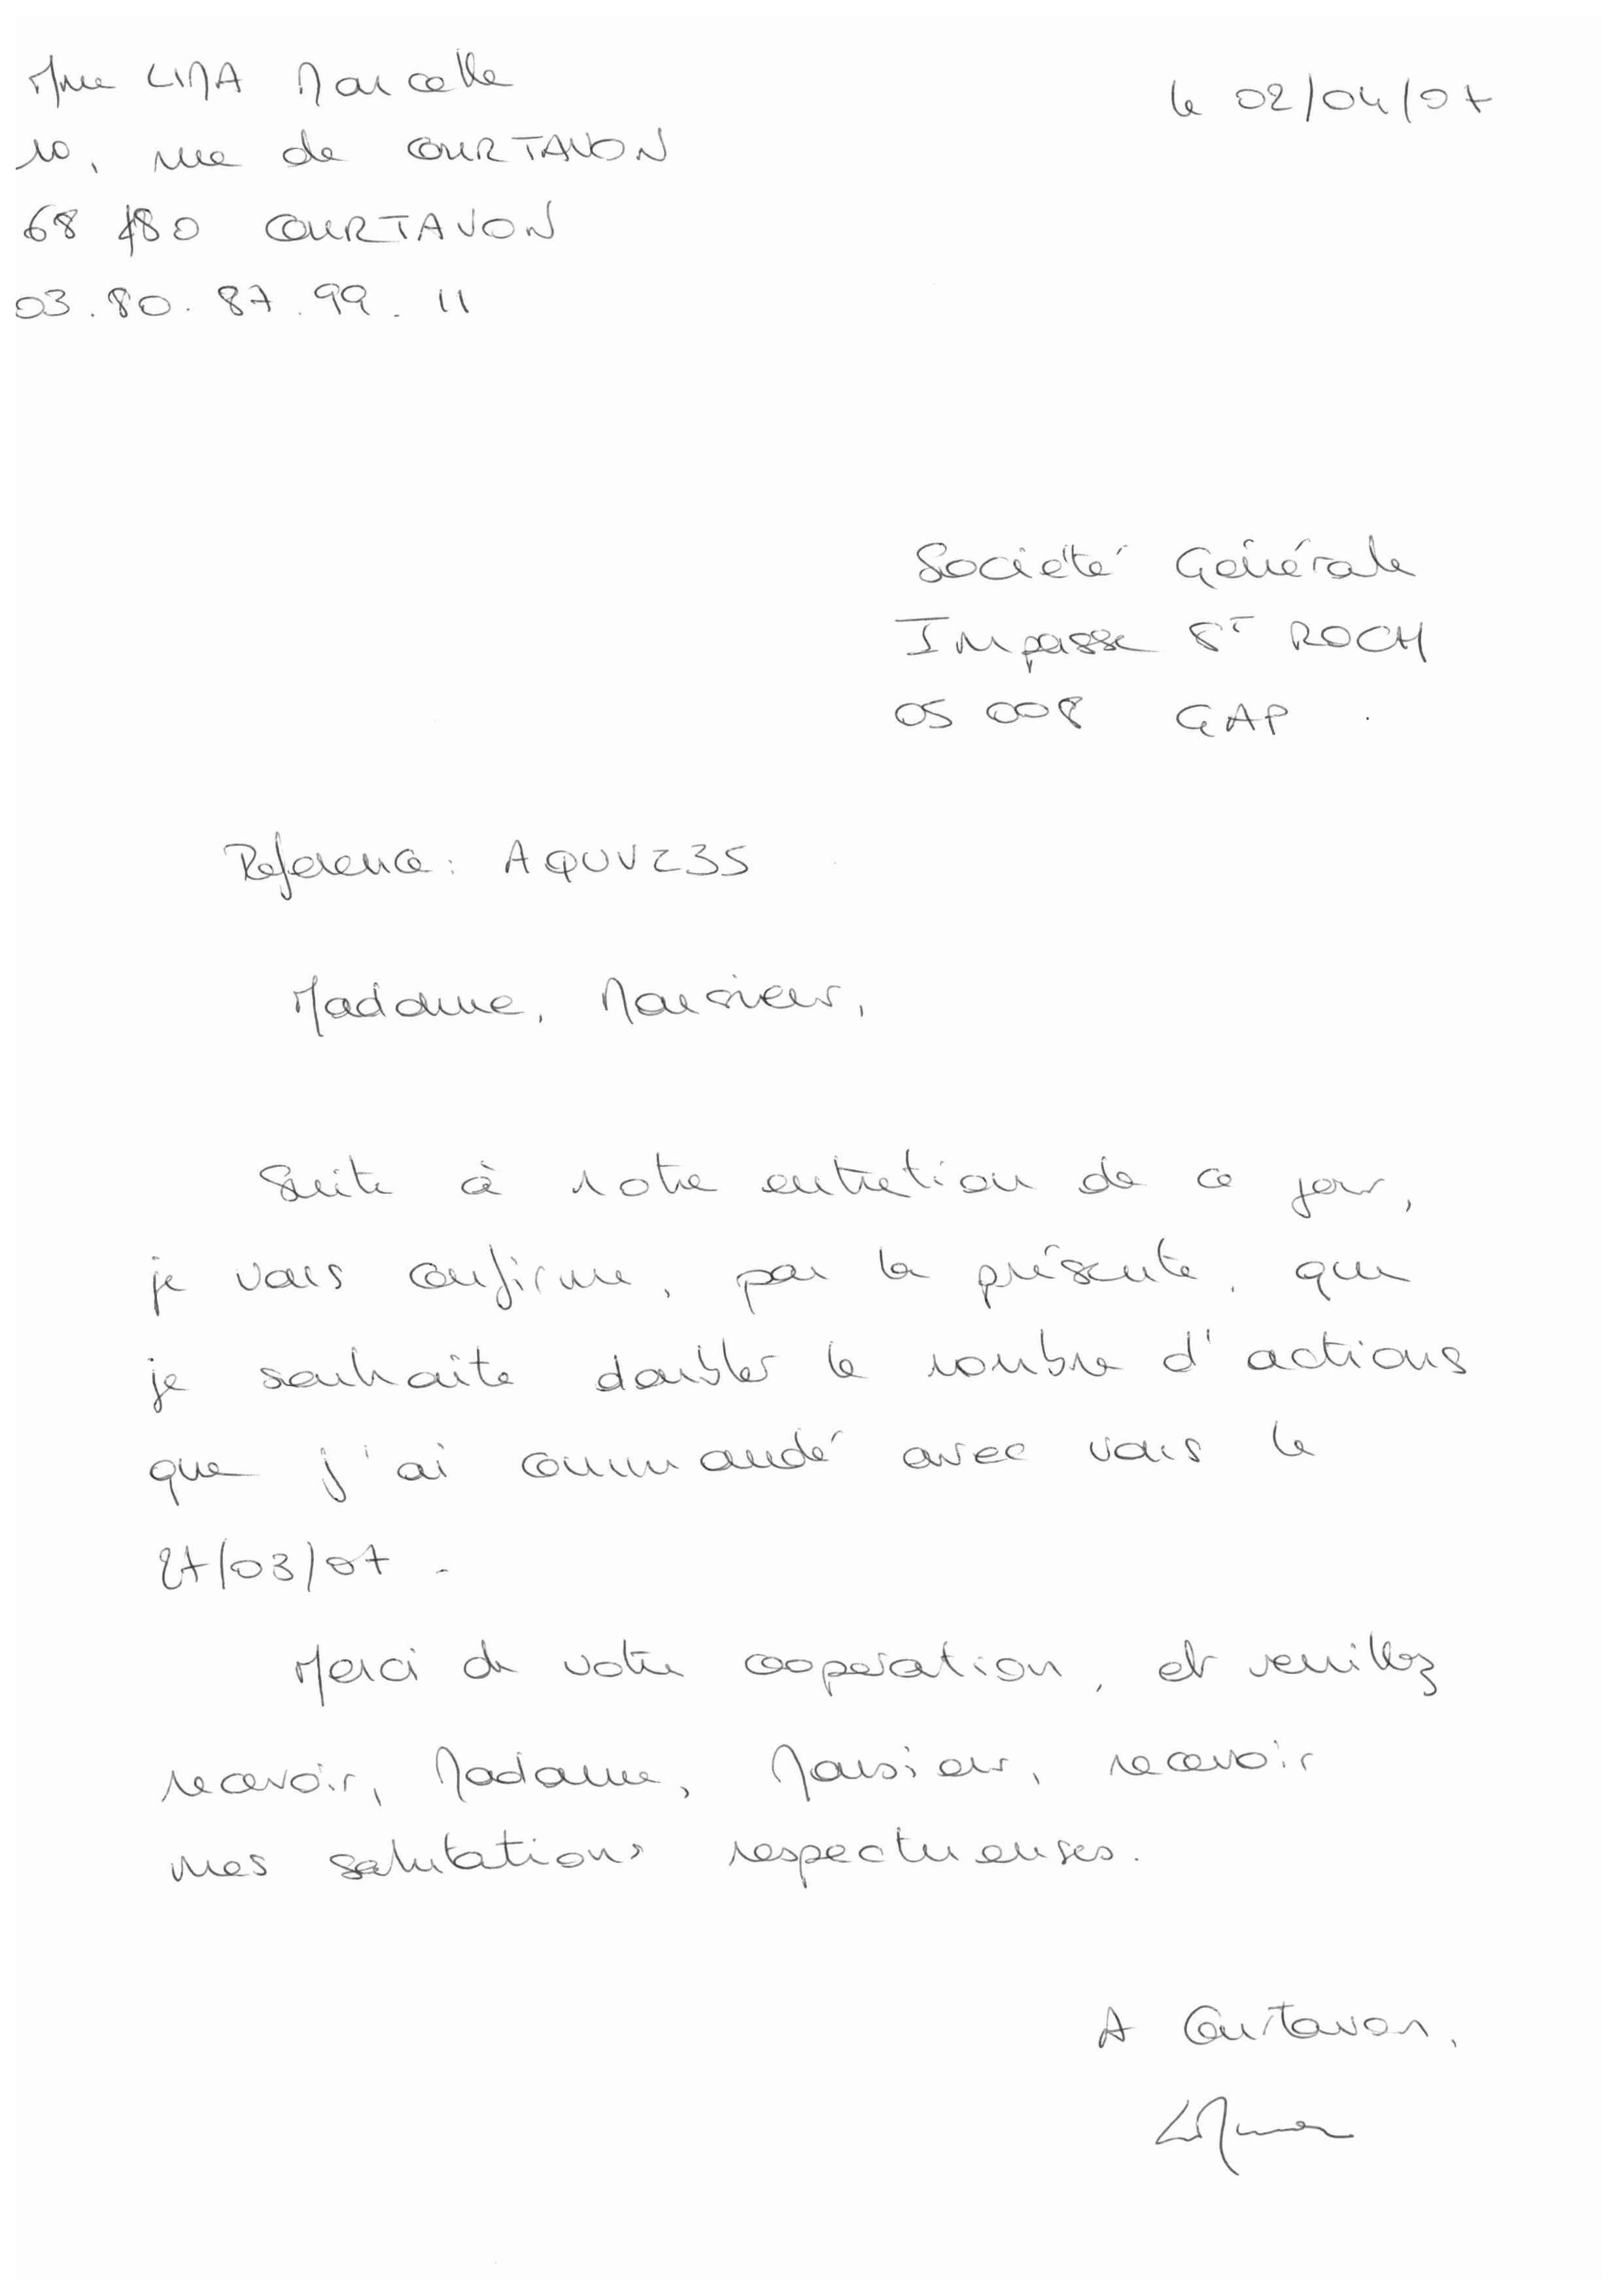 Mme LIMA Marcelle
le 02/04/07
10, rue de COURTAVON
68 480 COURTAVON
03.80.87.99.11
Société Générale
Impasse St ROCH
05 008 GAP
Reference: AQUVZ35
Madame, Monsieur,
Suite à notre entretion de ce jour,
je vous confirme, par la présente, que
je souhaite doubler le nombre d'actions
que j'ai commandé avec vous le
27/03/07.
Merci de votre cooperation, et veuillez
recevoir, Madame, Monsieur, recevoir
mes salutations respectueuses.
A Courtavon,